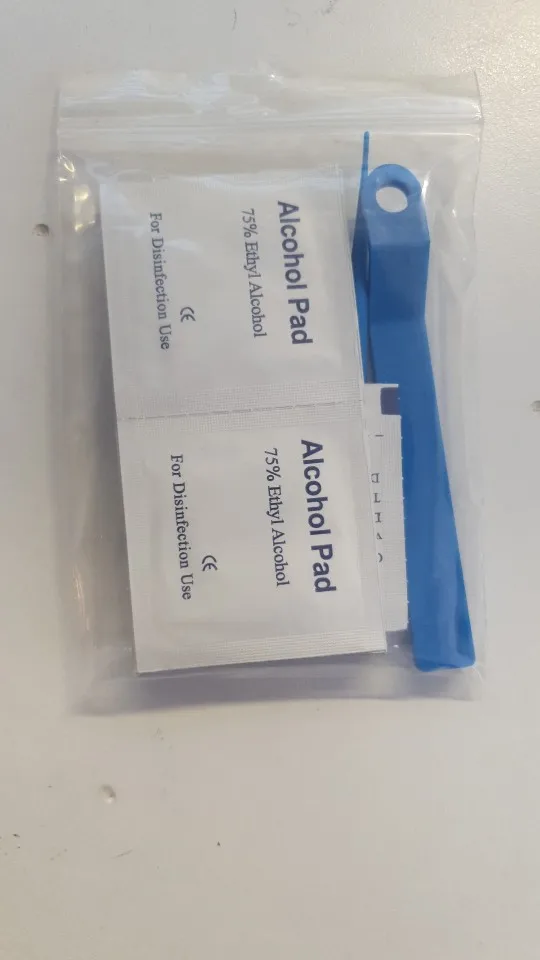 Alcohol Pad
75% Ethyl Alcohol
CE
For Disinfection Use
Alcohol Pad
75% Ethyl Alcohol
CE
For Disinfection Use